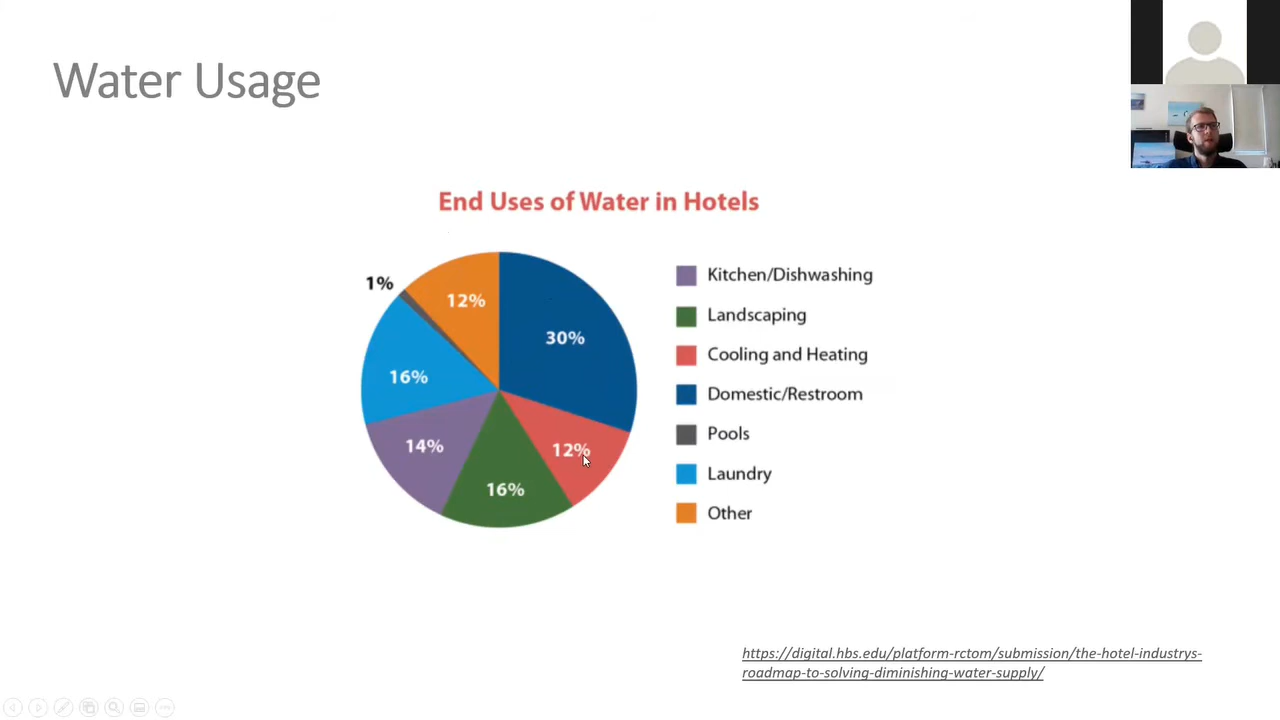 Water Usage
End Uses of Water in Hotels
1%
12%
30%
16%
14%
12%
16%
Kitchen/Dishwashing
Landscaping
Cooling and Heating
Domestic/Restroom
Pools
Laundry
Other
https://digital.hbs.edu/platform-rctom/submission/the-hotel-industrys-
roadmap-to-solving-diminishing-water-supply/